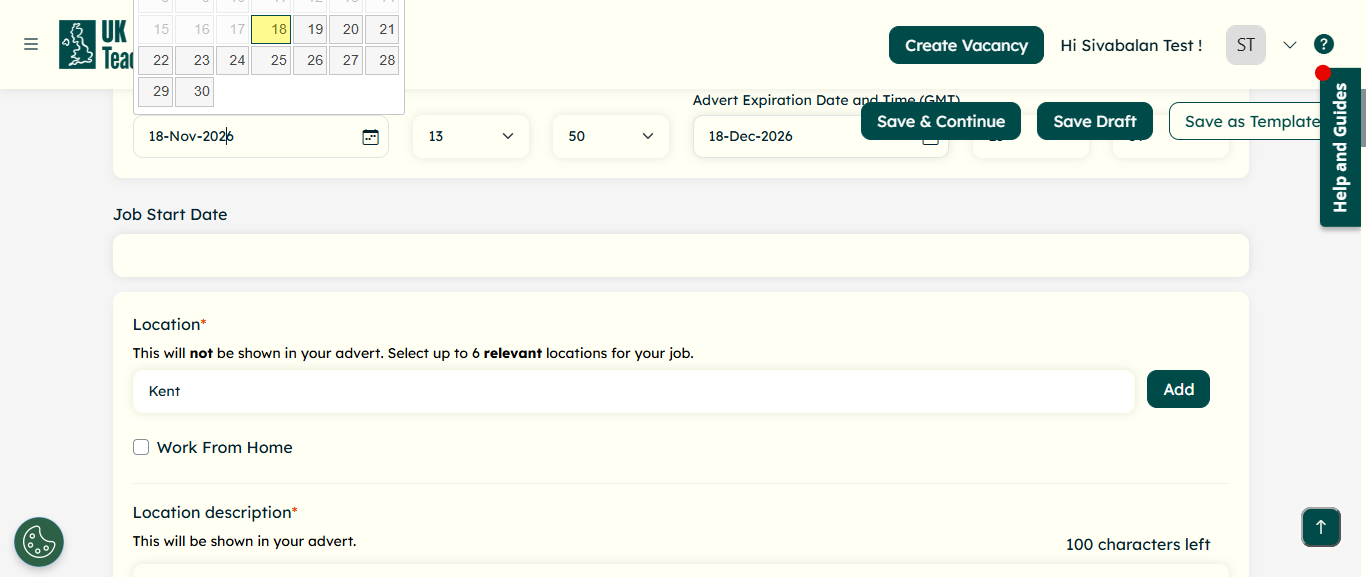 15 16 17 18 19 20 21
22 23 24 25 26 27 28
29 30
UK
Create Vacancy
Hi Sivabalan Test !
ST
?
Help and Guides
Advert Expiration Date and Time (GMT)
18-Nov-2026
13
50
18-Dec-2026
Save & Continue
Save Draft
Save as Template
Job Start Date
Location*
This will not be shown in your advert. Select up to 6 relevant locations for your job.
Kent
Add
Work From Home
Location description*
This will be shown in your advert.
100 characters left